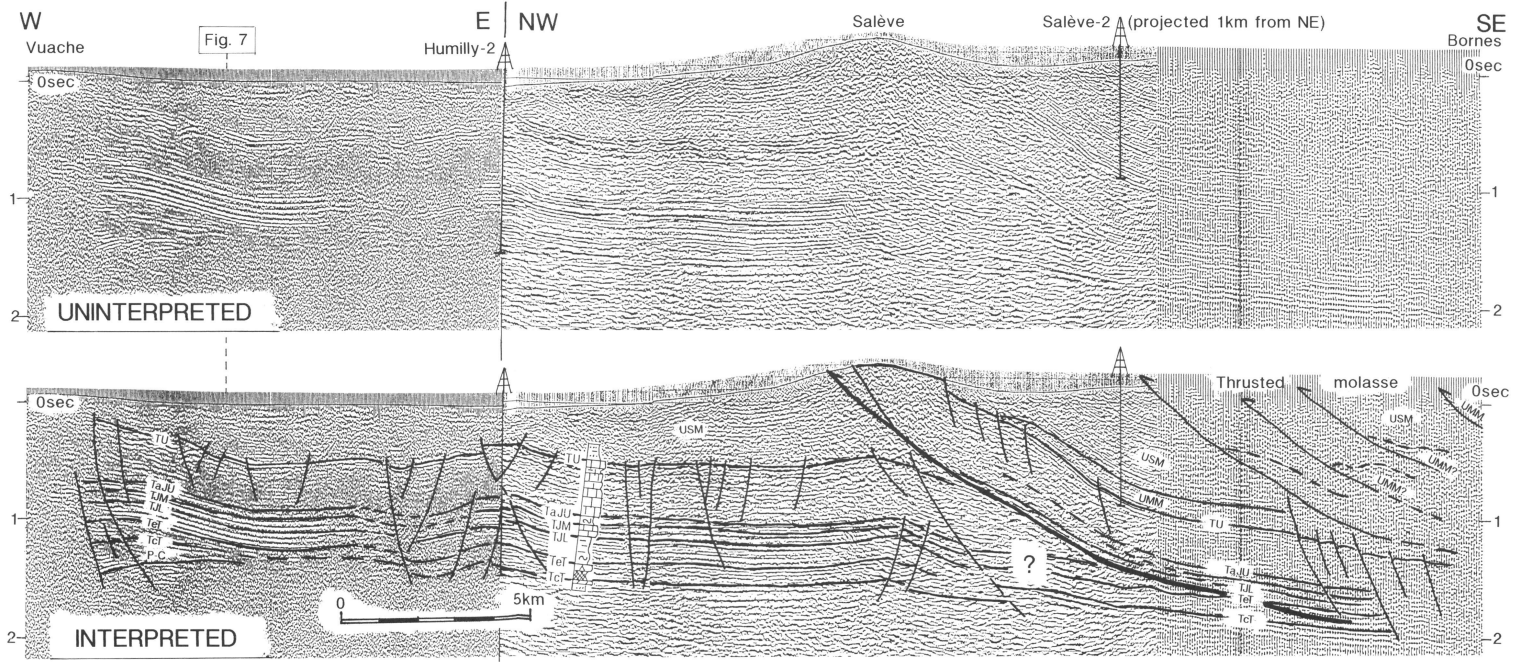 W
E
NW
Salève
Salève-2 (projected 1km from NE)
SE
Vuache
Fig. 7
Humilly-2
Bornes
0sec
0sec
1
1
2
2
UNINTERPRETED
0sec
Thrusted molasse
0sec
TU
USM
TU
USM
UMM
TU
USM
UMM
UMM?
UMM?
TaJU
TJM
TJL
TeT
TcT
P-C
TaJU
TJM
TJL
TeT
TcT
?
TaJU
TJL
TeT
TcT
1
1
0
5km
2
2
INTERPRETED